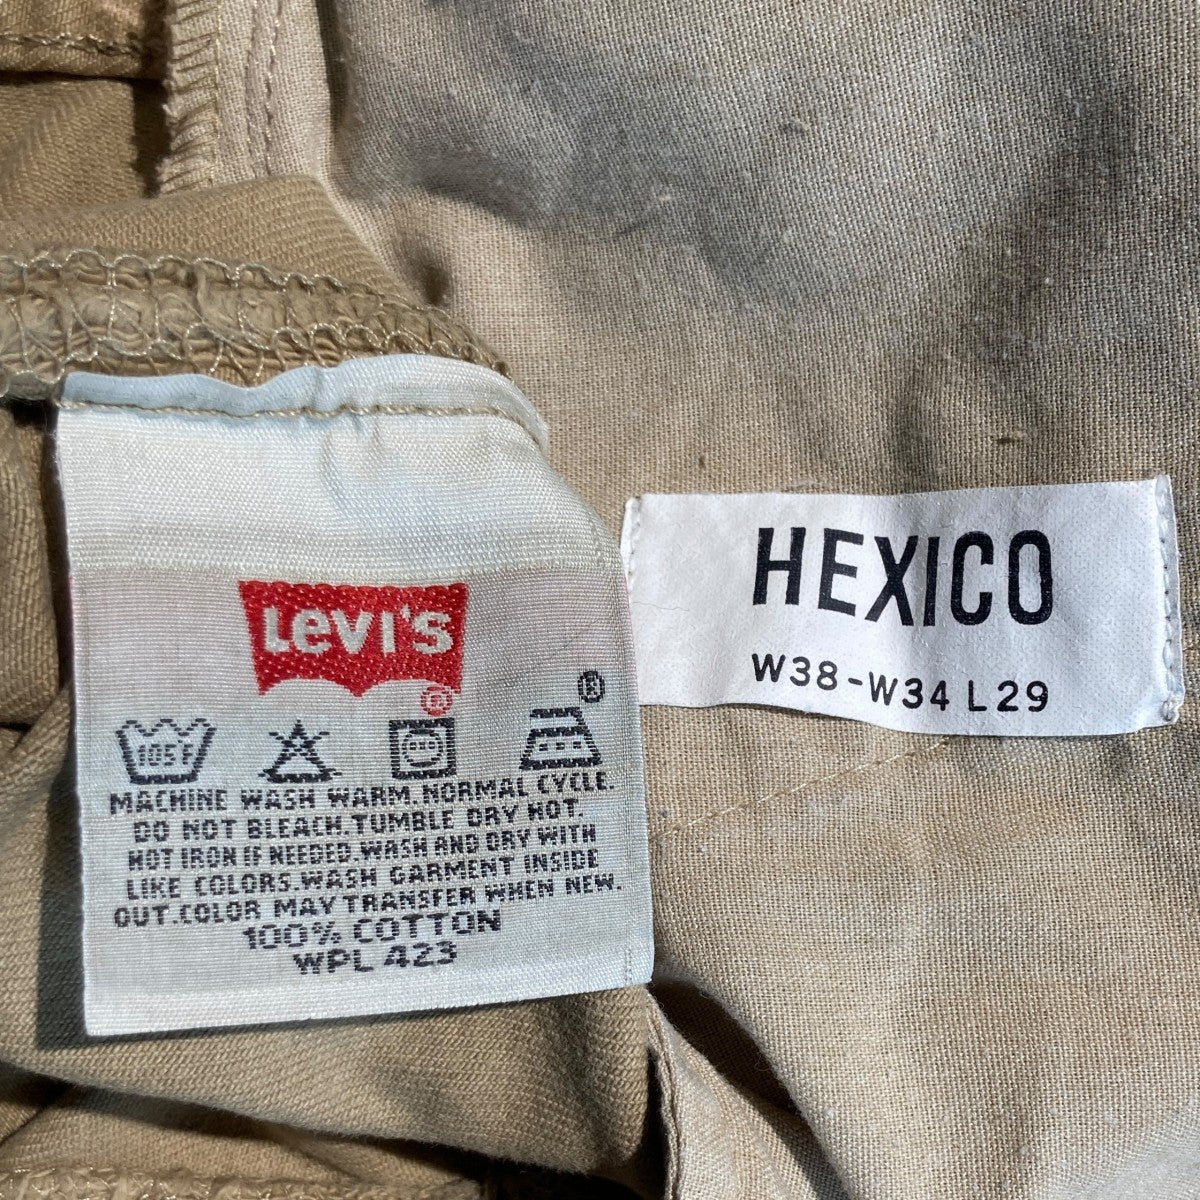 Levi's
®
®
105F
MACHINE WASH WARM.NORMAL CYCLE.
DO NOT BLEACH.TUMBLE DRY HOT.
HOT IRON IF NEEDED.WASH AND DRY WITH
LIKE COLORS.WASH GARMENT INSIDE
OUT.COLOR MAY TRANSFER WHEN NEW.
100% COTTON
WPL 423
HEXICO
W38-W34 L29